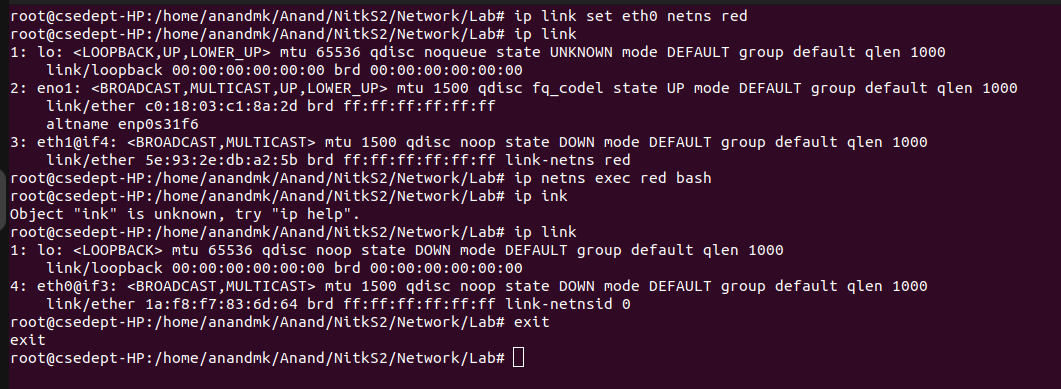 root@csedept-HP:/home/anandmk/Anand/NitkS2/Network/Lab# ip link set eth0 netns red
root@csedept-HP:/home/anandmk/Anand/NitkS2/Network/Lab# ip link
1: lo: <LOOPBACK,UP,LOWER_UP> mtu 65536 qdisc noqueue state UNKNOWN mode DEFAULT group default qlen 1000
    link/loopback 00:00:00:00:00:00 brd 00:00:00:00:00:00
2: eno1: <BROADCAST,MULTICAST,UP,LOWER_UP> mtu 1500 qdisc fq_codel state UP mode DEFAULT group default qlen 1000
    link/ether c0:18:03:c1:8a:2d brd ff:ff:ff:ff:ff:ff
    altname enp0s31f6
3: eth1@if4: <BROADCAST,MULTICAST> mtu 1500 qdisc noop state DOWN mode DEFAULT group default qlen 1000
    link/ether 5e:93:2e:db:a2:5b brd ff:ff:ff:ff:ff:ff link-netns red
root@csedept-HP:/home/anandmk/Anand/NitkS2/Network/Lab# ip netns exec red bash
root@csedept-HP:/home/anandmk/Anand/NitkS2/Network/Lab# ip ink
Object "ink" is unknown, try "ip help".
root@csedept-HP:/home/anandmk/Anand/NitkS2/Network/Lab# ip link
1: lo: <LOOPBACK> mtu 65536 qdisc noop state DOWN mode DEFAULT group default qlen 1000
    link/loopback 00:00:00:00:00:00 brd 00:00:00:00:00:00
4: eth0@if3: <BROADCAST,MULTICAST> mtu 1500 qdisc noop state DOWN mode DEFAULT group default qlen 1000
    link/ether 1a:f8:f7:83:6d:64 brd ff:ff:ff:ff:ff:ff link-netnsid 0
root@csedept-HP:/home/anandmk/Anand/NitkS2/Network/Lab# exit
exit
root@csedept-HP:/home/anandmk/Anand/NitkS2/Network/Lab#